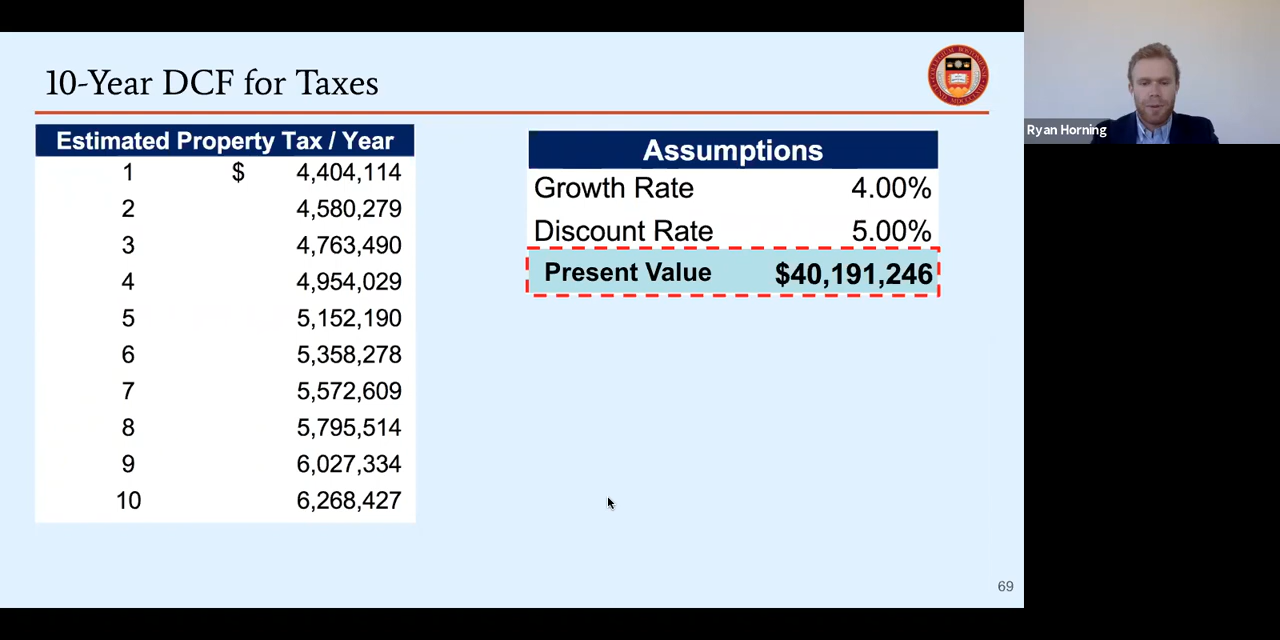 10-Year DCF for Taxes
Estimated Property Tax / Year
1 $ 4,404,114
2 4,580,279
3 4,763,490
4 4,954,029
5 5,152,190
6 5,358,278
7 5,572,609
8 5,795,514
9 6,027,334
10 6,268,427
Assumptions
Growth Rate 4.00%
Discount Rate 5.00%
Present Value $40,191,246
69
Ryan Horning